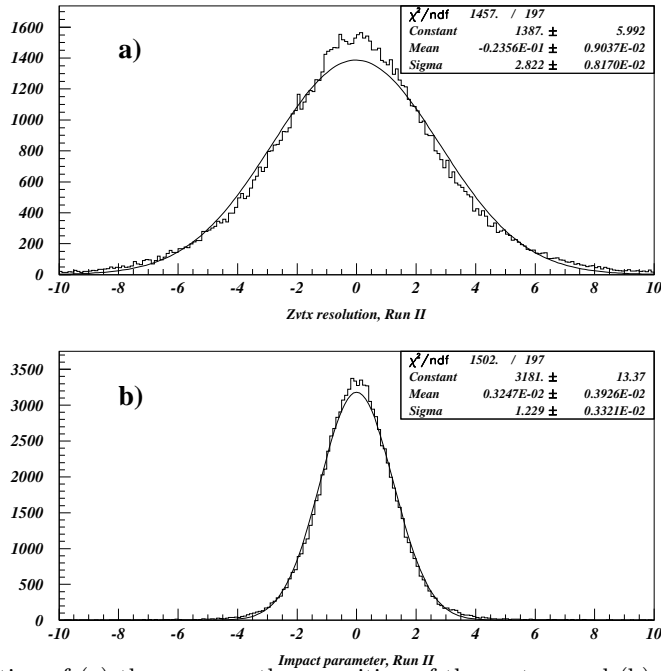 a)
χ²/ndf 1457. / 197
Constant 1387. ± 5.992
Mean -0.2356E-01 ± 0.9037E-02
Sigma 2.822 ± 0.8170E-02
1600
1400
1200
1000
800
600
400
200
0
-10 -8 -6 -4 -2 0 2 4 6 8 10
Zvtx resolution, Run II
b)
χ²/ndf 1502. / 197
Constant 3181. ± 13.37
Mean 0.3247E-02 ± 0.3926E-02
Sigma 1.229 ± 0.3321E-02
3500
3000
2500
2000
1500
1000
500
0
-10 -8 -6 -4 -2 0 2 4 6 8 10
Impact parameter, Run II